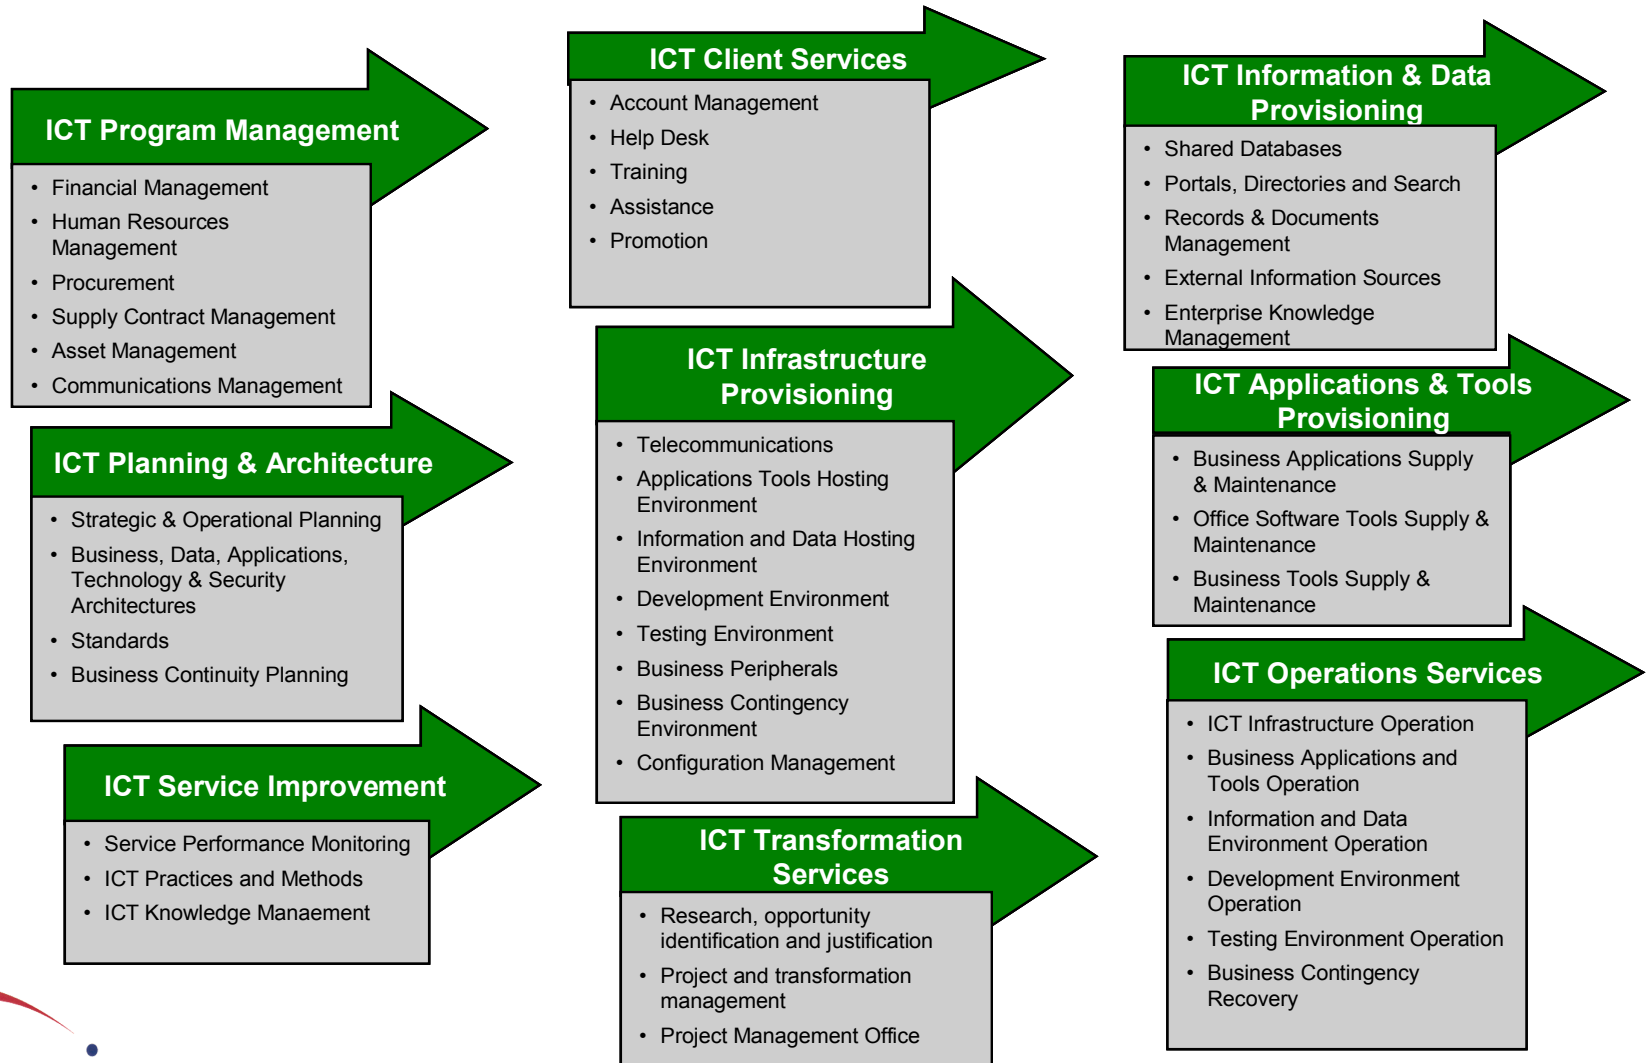 ICT Program Management
• Financial Management
• Human Resources
Management
• Procurement
• Supply Contract Management
• Asset Management
• Communications Management
ICT Planning & Architecture
• Strategic & Operational Planning
• Business, Data, Applications,
Technology & Security
Architectures
• Standards
• Business Continuity Planning
ICT Service Improvement
• Service Performance Monitoring
• ICT Practices and Methods
• ICT Knowledge Manaement
ICT Client Services
• Account Management
• Help Desk
• Training
• Assistance
• Promotion
ICT Infrastructure
Provisioning
• Telecommunications
• Applications Tools Hosting
Environment
• Information and Data Hosting
Environment
• Development Environment
• Testing Environment
• Business Peripherals
• Business Contingency
Environment
• Configuration Management
ICT Transformation
Services
• Research, opportunity
identification and justification
• Project and transformation
management
• Project Management Office
ICT Information & Data
Provisioning
• Shared Databases
• Portals, Directories and Search
• Records & Documents
Management
• External Information Sources
• Enterprise Knowledge
Management
ICT Applications & Tools
Provisioning
• Business Applications Supply
& Maintenance
• Office Software Tools Supply &
Maintenance
• Business Tools Supply &
Maintenance
ICT Operations Services
• ICT Infrastructure Operation
• Business Applications and
Tools Operation
• Information and Data
Environment Operation
• Development Environment
Operation
• Testing Environment Operation
• Business Contingency
Recovery